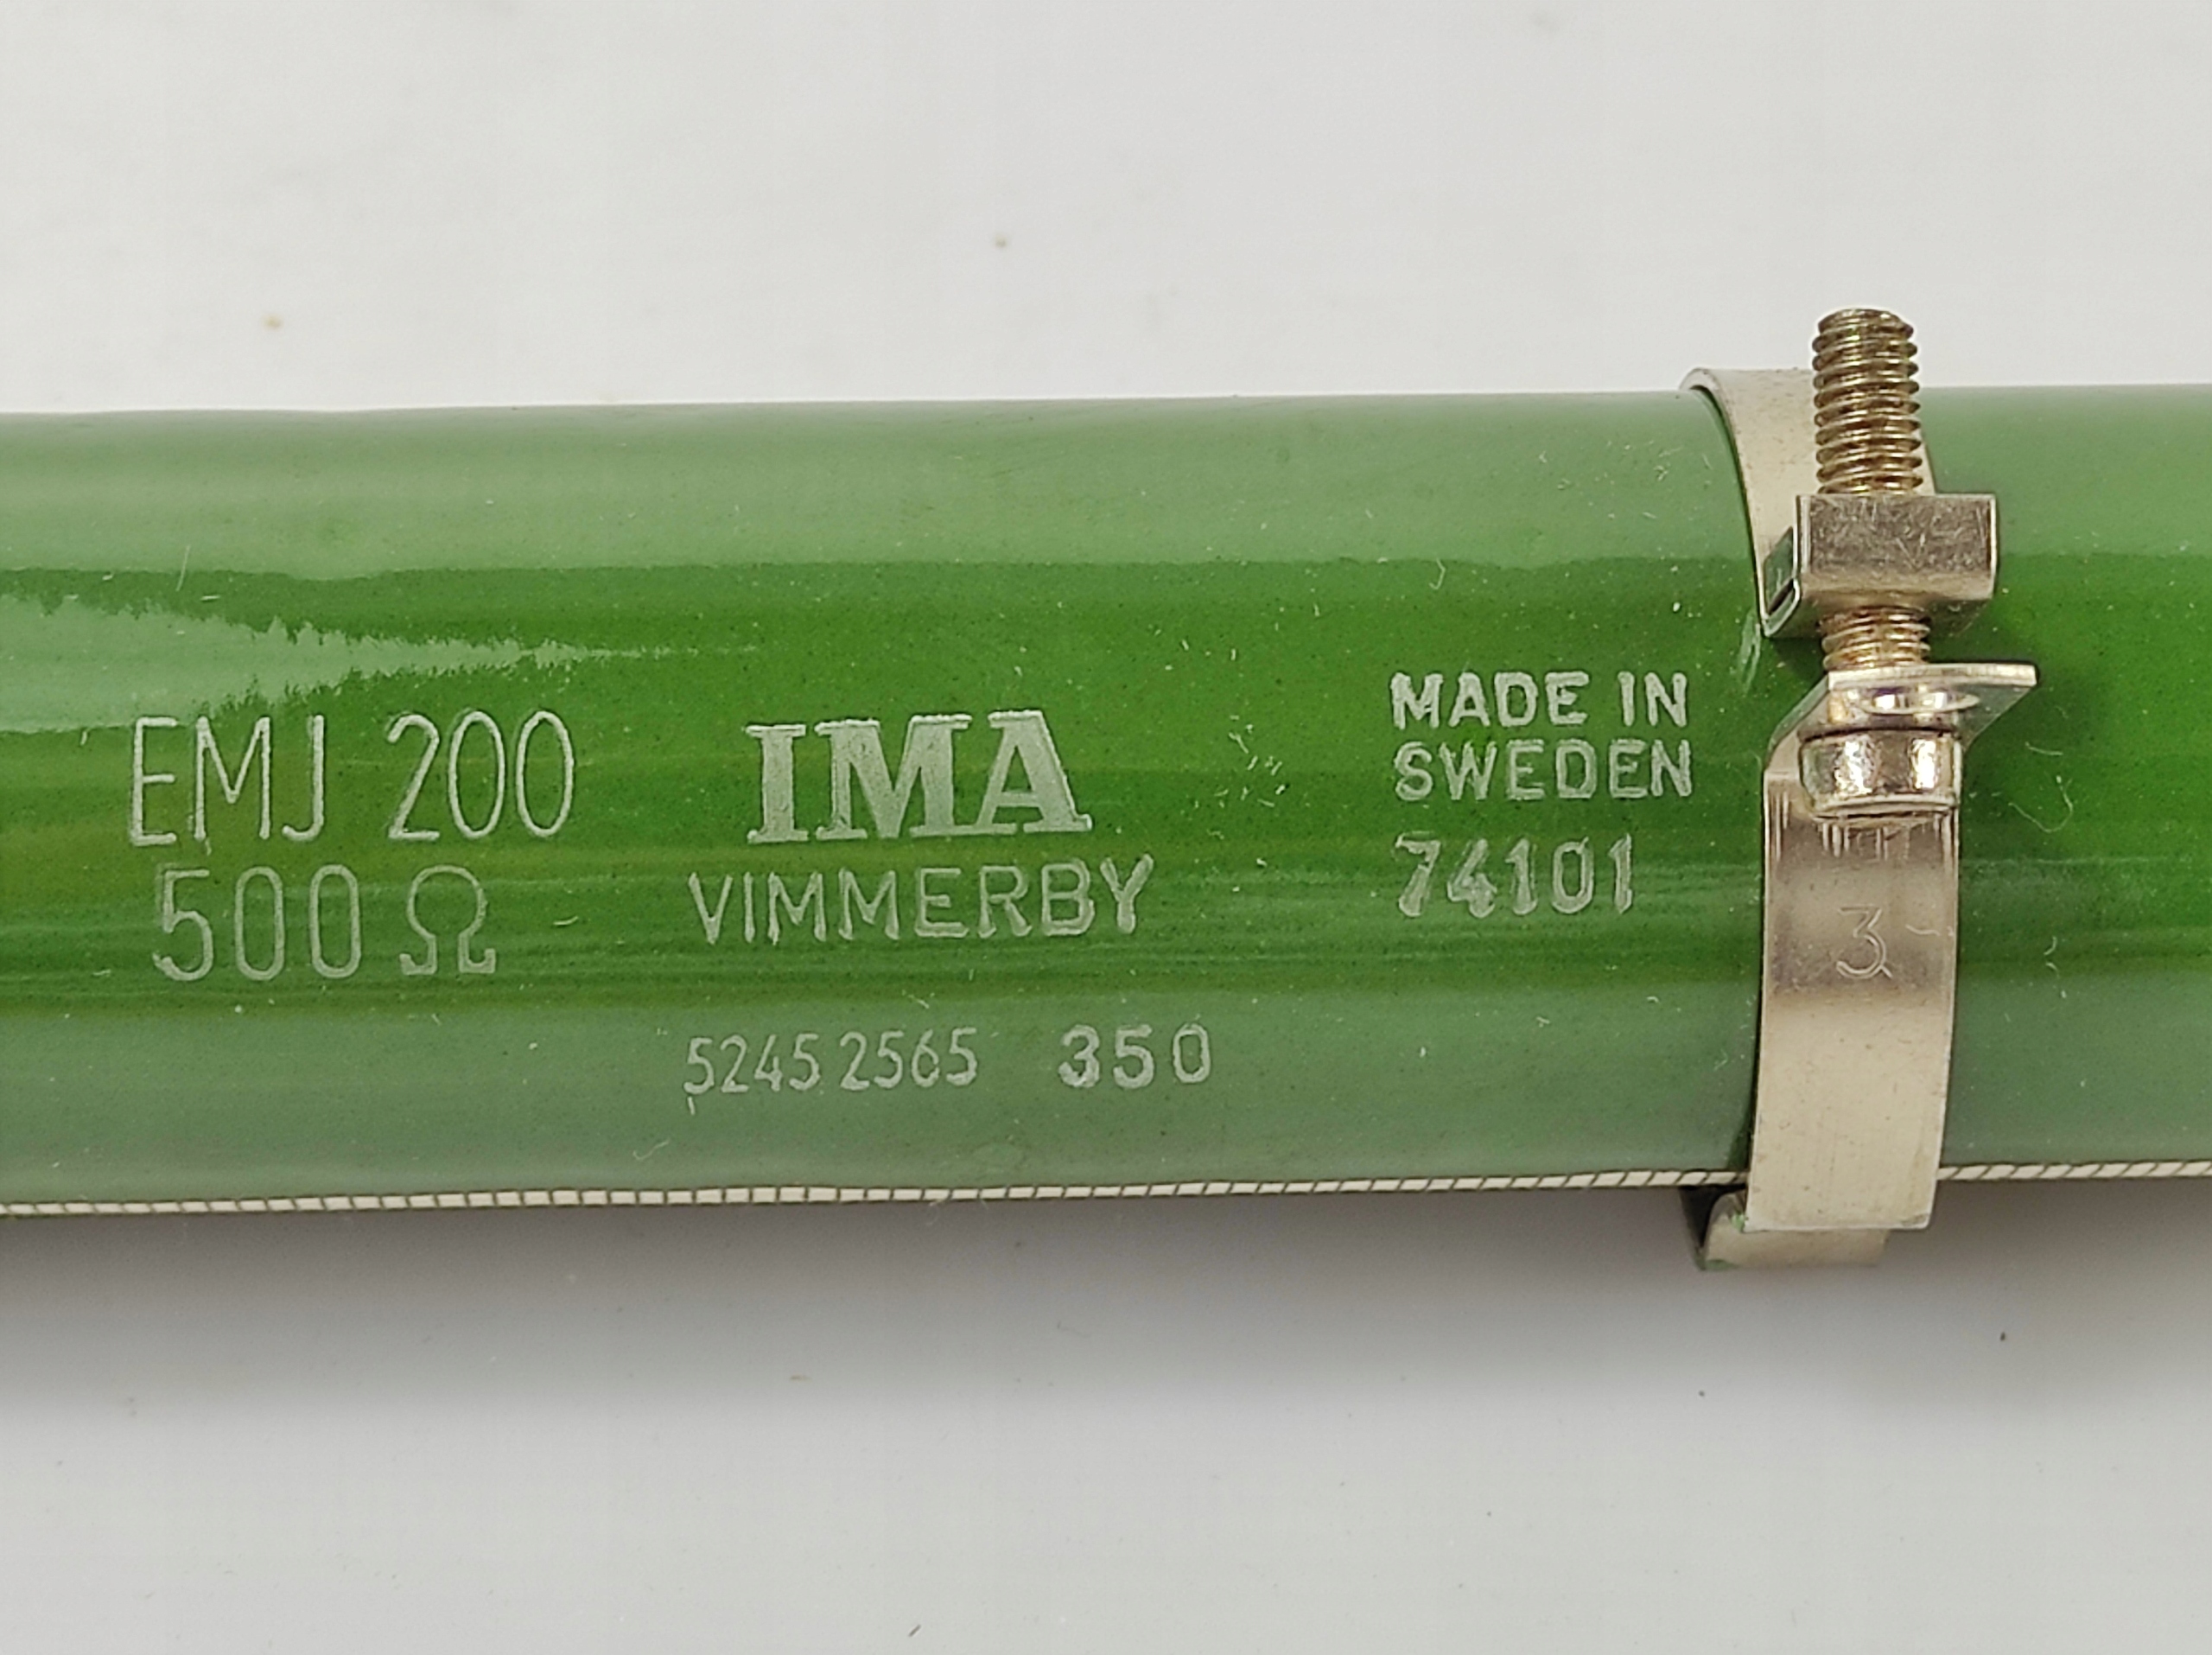 EMJ 200
500 Ω
IMA
VIMMERBY
5245 2565 350
MADE IN
SWEDEN
74101
3